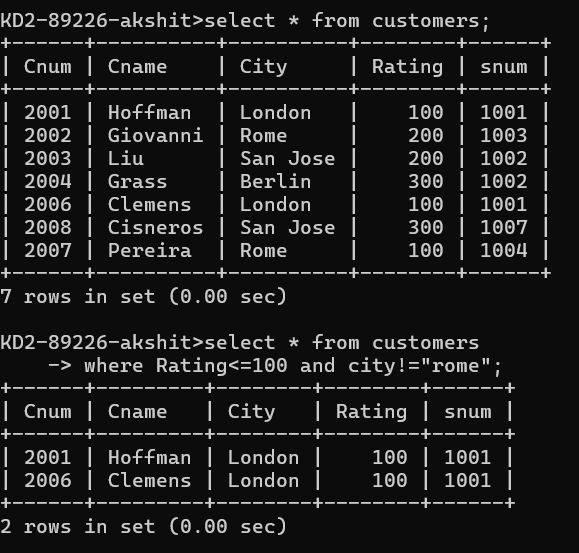 KD2-89226-akshit>select * from customers;
+------+----------+----------+--------+------+
| Cnum | Cname    | City     | Rating | snum |
+------+----------+----------+--------+------+
| 2001 | Hoffman  | London   |    100 | 1001 |
| 2002 | Giovanni | Rome     |    200 | 1003 |
| 2003 | Liu      | San Jose |    200 | 1002 |
| 2004 | Grass    | Berlin   |    300 | 1002 |
| 2006 | Clemens  | London   |    100 | 1001 |
| 2008 | Cisneros | San Jose |    300 | 1007 |
| 2007 | Pereira  | Rome     |    100 | 1004 |
+------+----------+----------+--------+------+
7 rows in set (0.00 sec)

KD2-89226-akshit>select * from customers
    -> where Rating<=100 and city!="rome";
+------+---------+--------+--------+------+
| Cnum | Cname   | City   | Rating | snum |
+------+---------+--------+--------+------+
| 2001 | Hoffman | London |    100 | 1001 |
| 2006 | Clemens | London |    100 | 1001 |
+------+---------+--------+--------+------+
2 rows in set (0.00 sec)